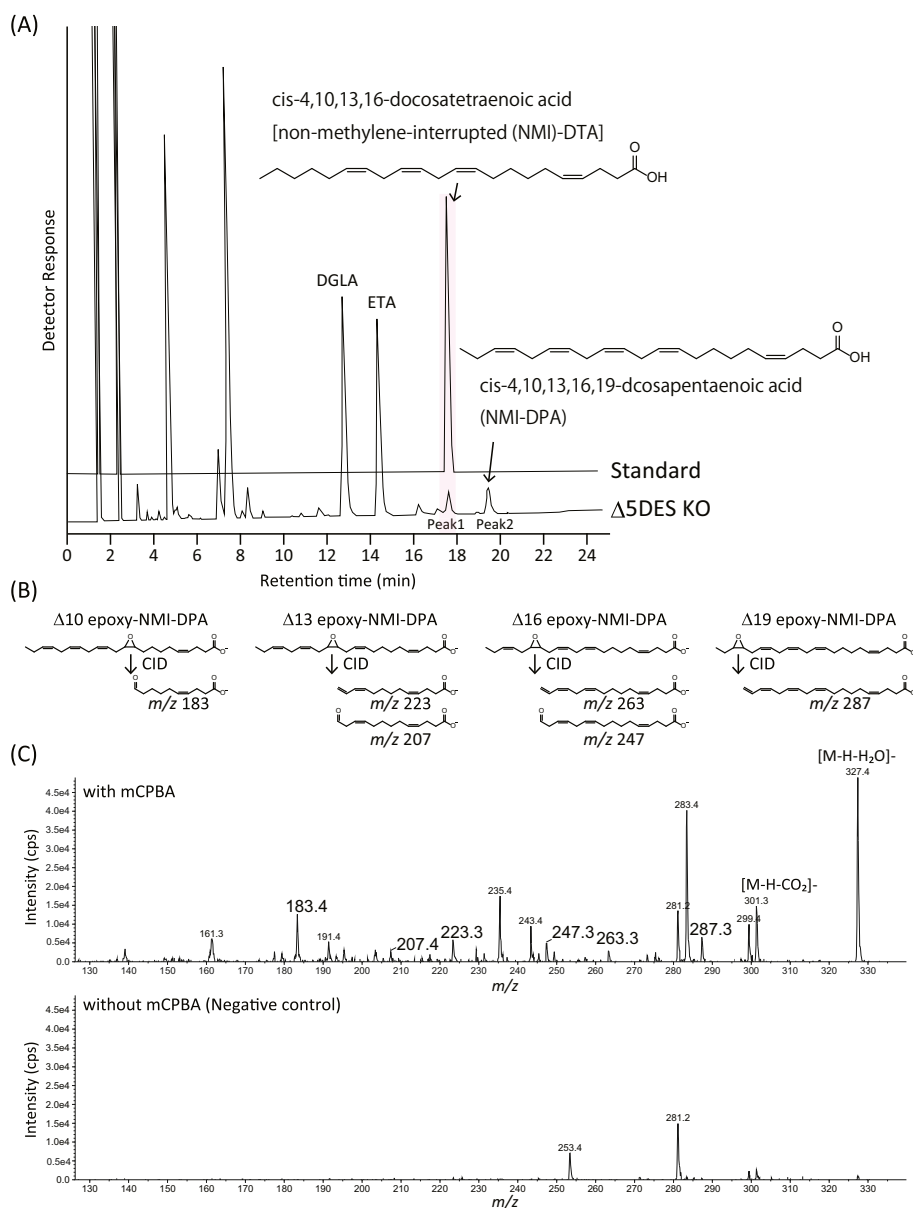 (A)
cis-4,10,13,16-docosatetraenoic acid
[non-methylene-interrupted (NMI)-DTA]
O
OH
DGLA
ETA
O
OH
cis-4,10,13,16,19-dcosapentaenoic acid
(NMI-DPA)
Detector Response
Standard
Δ5DES KO
Peak1 Peak2
0 2 4 6 8 10 12 14 16 18 20 22 24
Retention time (min)
(B)
Δ10 epoxy-NMI-DPA Δ13 epoxy-NMI-DPA Δ16 epoxy-NMI-DPA Δ19 epoxy-NMI-DPA
CID CID CID CID
m/z 183 m/z 223 m/z 263 m/z 287
m/z 207 m/z 247
(C)
[M-H-H₂O]-
327.4
with mCPBA
283.4
[M-H-CO₂]-
301.3
235.4
281.2
183.4
299.4
243.4
287.3
247.3
223.3
263.3
161.3
191.4
207.4
Intensity (cps)
4.5e4
4.0e4
3.5e4
3.0e4
2.5e4
2.0e4
1.5e4
1.0e4
0.5e4
0.0
130 140 150 160 170 180 190 200 210 220 230 240 250 260 270 280 290 300 310 320 330
m/z
without mCPBA (Negative control)
281.2
253.4
Intensity (cps)
4.5e4
4.0e4
3.5e4
3.0e4
2.5e4
2.0e4
1.5e4
1.0e4
0.5e4
0.0
130 140 150 160 170 180 190 200 210 220 230 240 250 260 270 280 290 300 310 320 330
m/z